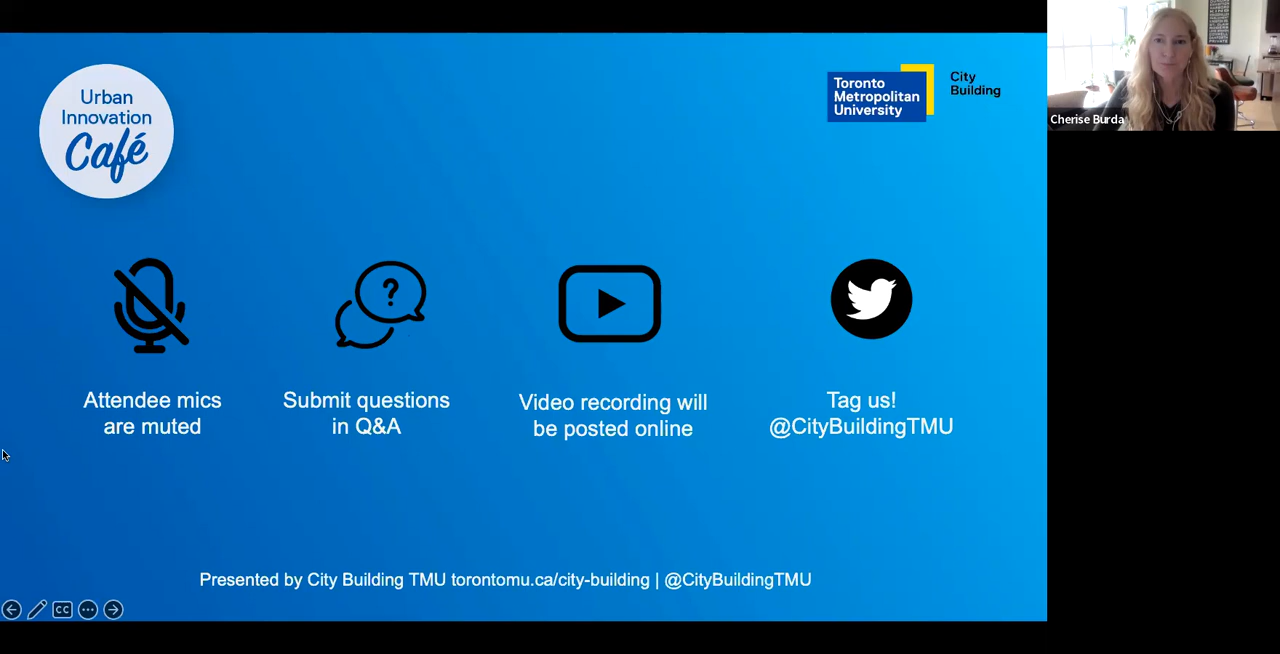 Urban
Innovation
Café
Toronto
Metropolitan
University
City
Building
Cherise Burda
?
Attendee mics
are muted
Submit questions
in Q&A
Video recording will
be posted online
Tag us!
@CityBuildingTMU
Presented by City Building TMU torontomu.ca/city-building | @CityBuildingTMU
CC